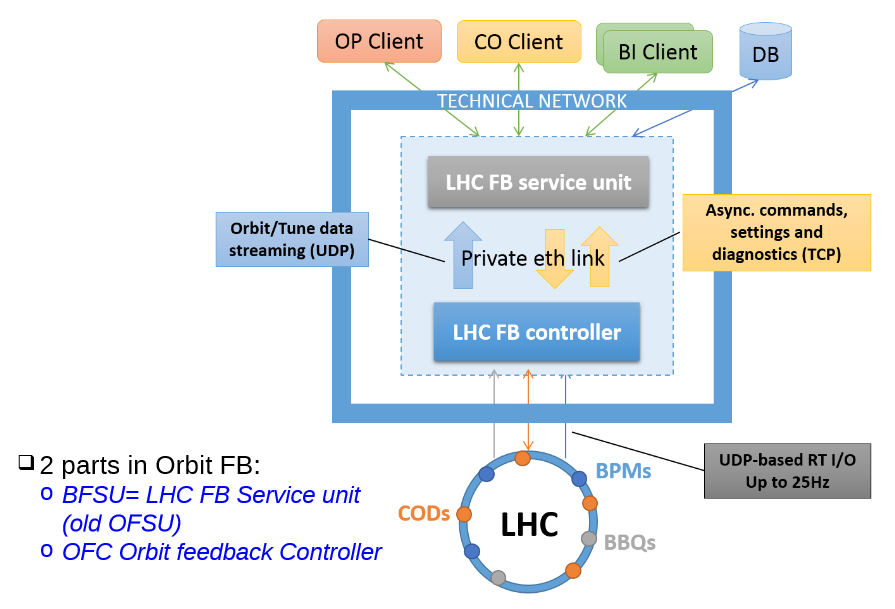 OP Client
CO Client
BI Client
DB
TECHNICAL NETWORK
LHC FB service unit
Orbit/Tune data
streaming (UDP)
Async. commands,
settings and
diagnostics (TCP)
Private eth link
LHC FB controller
2 parts in Orbit FB:
BFSU= LHC FB Service unit
(old OFSU)
OFC Orbit feedback Controller
UDP-based RT I/O
Up to 25Hz
BPMs
CODs
LHC
BBQs